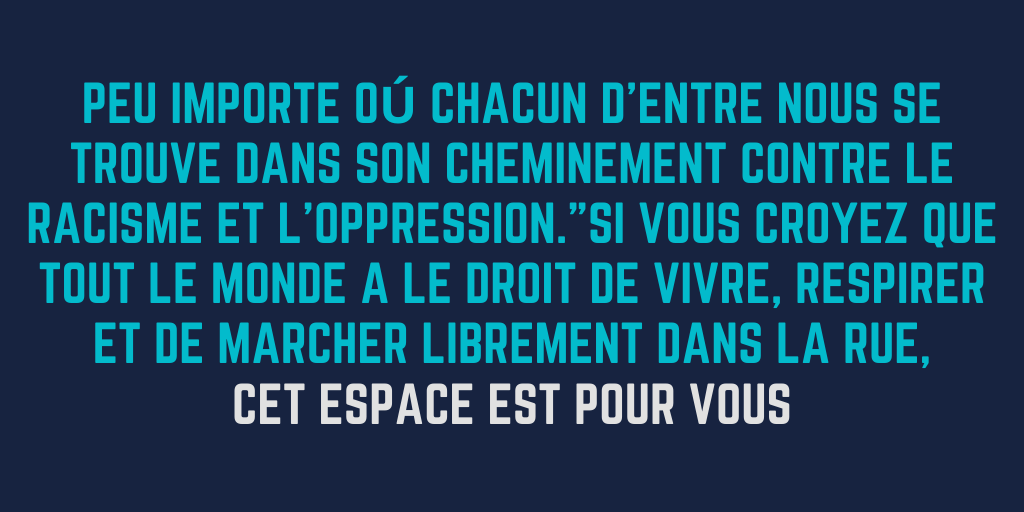 PEU IMPORTE OÚ CHACUN D’ENTRE NOUS SE
TROUVE DANS SON CHEMINEMENT CONTRE LE
RACISME ET L’OPPRESSION.”SI VOUS CROYEZ QUE
TOUT LE MONDE A LE DROIT DE VIVRE, RESPIRER
ET DE MARCHER LIBREMENT DANS LA RUE,
CET ESPACE EST POUR VOUS